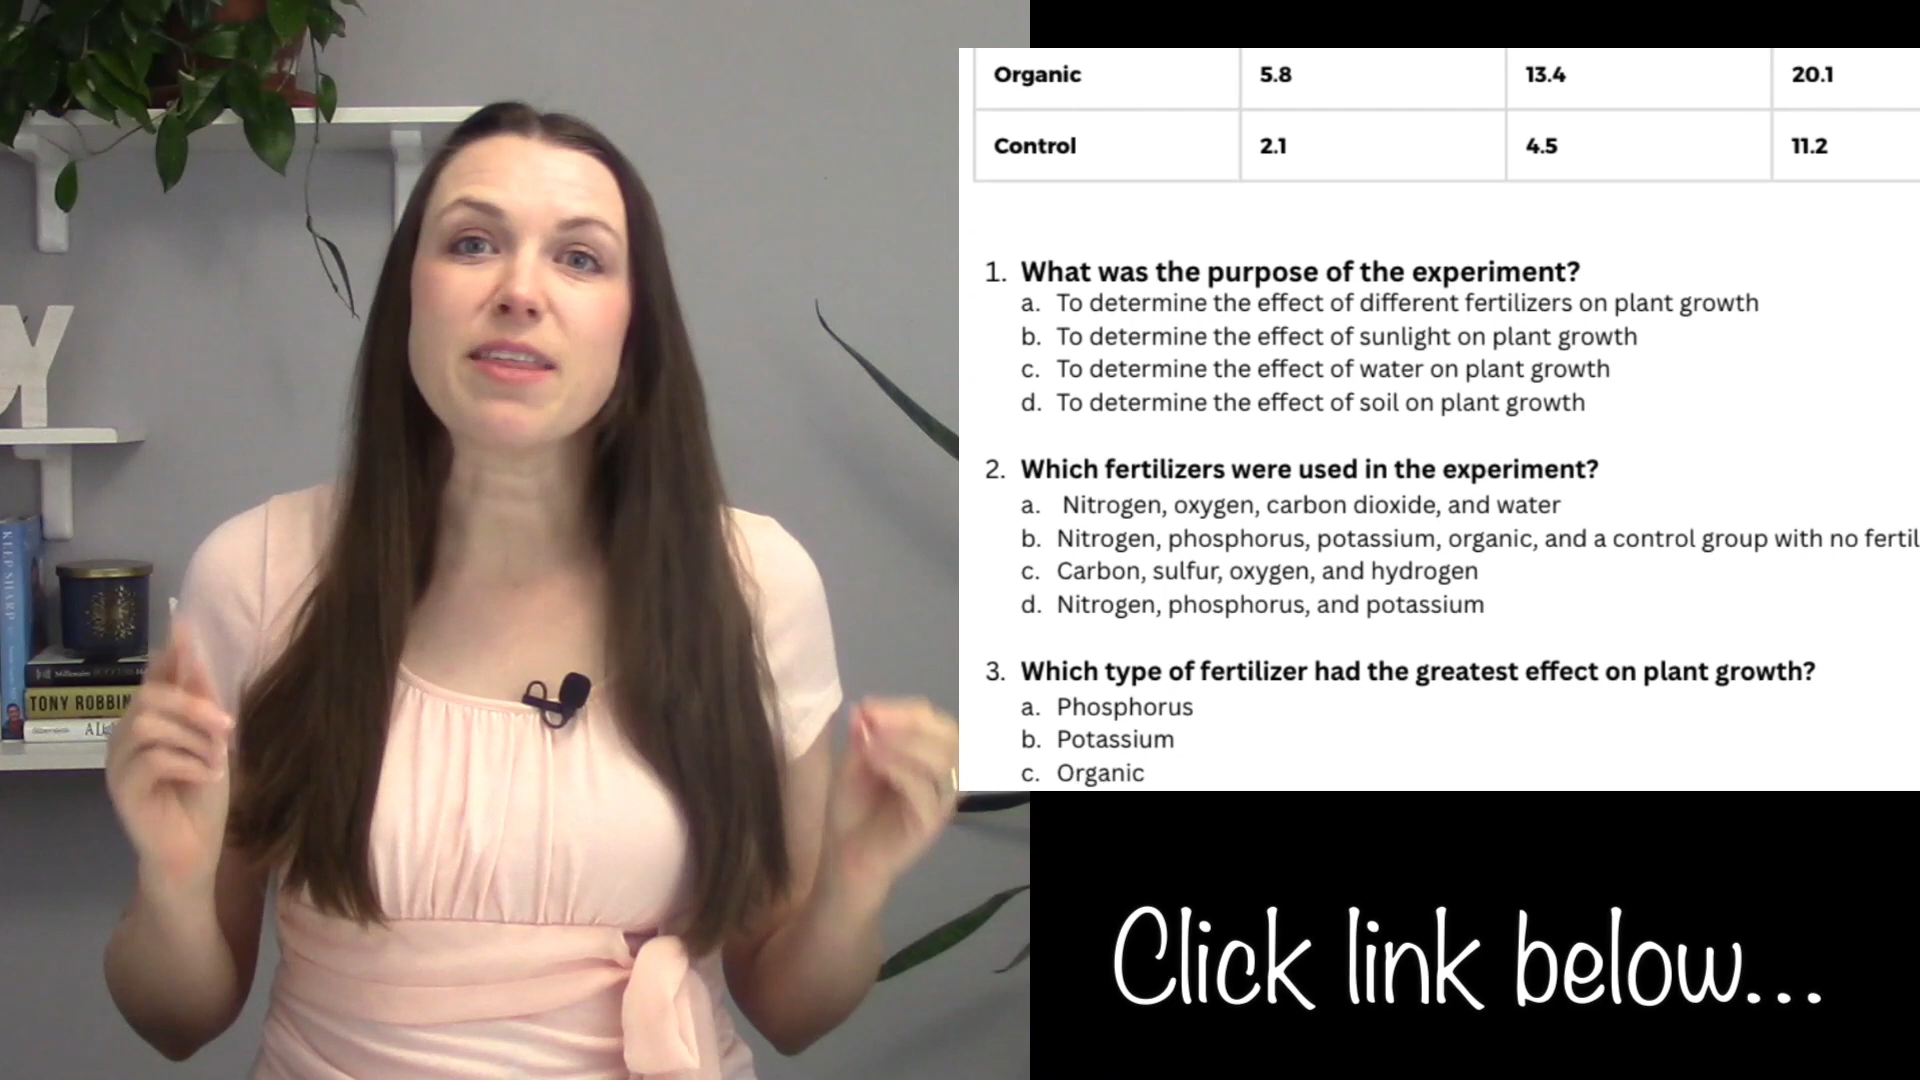 Organic 5.8 13.4 20.1
Control 2.1 4.5 11.2
1. What was the purpose of the experiment?
a. To determine the effect of different fertilizers on plant growth
b. To determine the effect of sunlight on plant growth
c. To determine the effect of water on plant growth
d. To determine the effect of soil on plant growth
2. Which fertilizers were used in the experiment?
a. Nitrogen, oxygen, carbon dioxide, and water
b. Nitrogen, phosphorus, potassium, organic, and a control group with no fertil
c. Carbon, sulfur, oxygen, and hydrogen
d. Nitrogen, phosphorus, and potassium
3. Which type of fertilizer had the greatest effect on plant growth?
a. Phosphorus
b. Potassium
c. Organic
Click link below...
Y
KEEP SHARP
Millionaire
TONY ROBBIN